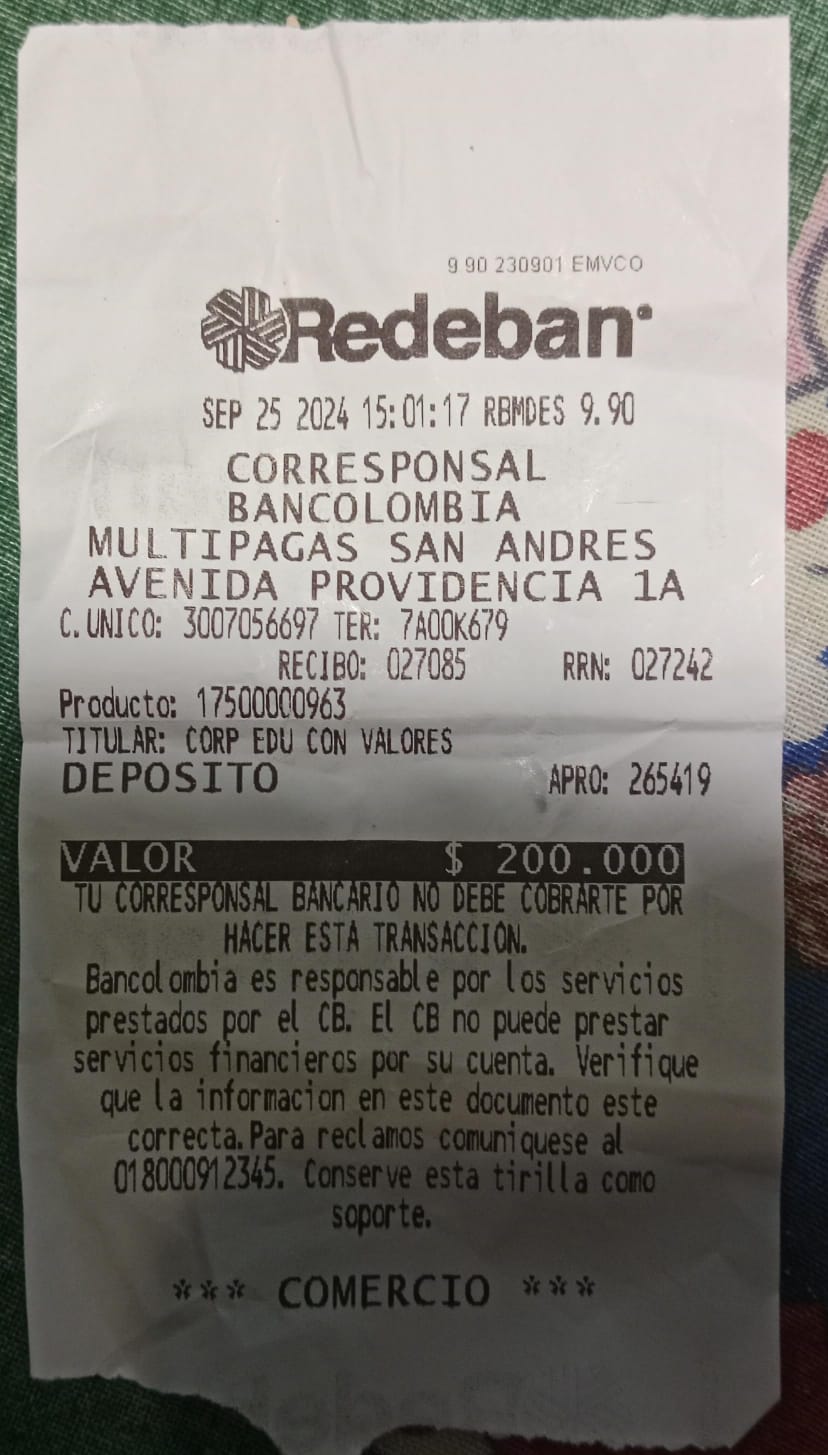 9 90 230901 EMVCO
Redeban
SEP 25 2024 15:01:17 RBMDES 9.90
CORRESPONSAL
BANCOLOMBIA
MULTIPAGAS SAN ANDRES
AVENIDA PROVIDENCIA 1A
C.UNICO: 3007056697 TER: 7A00K679
RECIBO: 027085 RRN: 027242
Producto: 17500000963
TITULAR: CORP EDU CON VALORES
DEPOSITO APRO: 265419
VALOR $ 200.000
TU CORRESPONSAL BANCARIO NO DEBE COBRARTE POR
HACER ESTA TRANSACCION.
Bancolombia es responsable por los servicios
prestados por el CB. El CB no puede prestar
servicios financieros por su cuenta. Verifique
que la informacion en este documento este
correcta.Para reclamos comuniquese al
018000912345. Conserve esta tirilla como
soporte.
*** COMERCIO ***